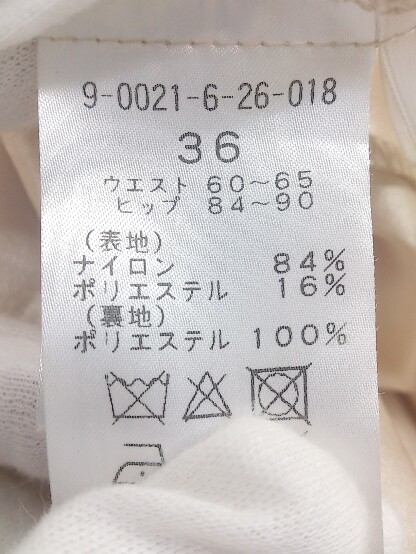 9-0021-6-26-018
36
ウエスト 60～65
ヒップ 84～90
(表地)
ナイロン 84%
ポリエステル 16%
(裏地)
ポリエステル 100%